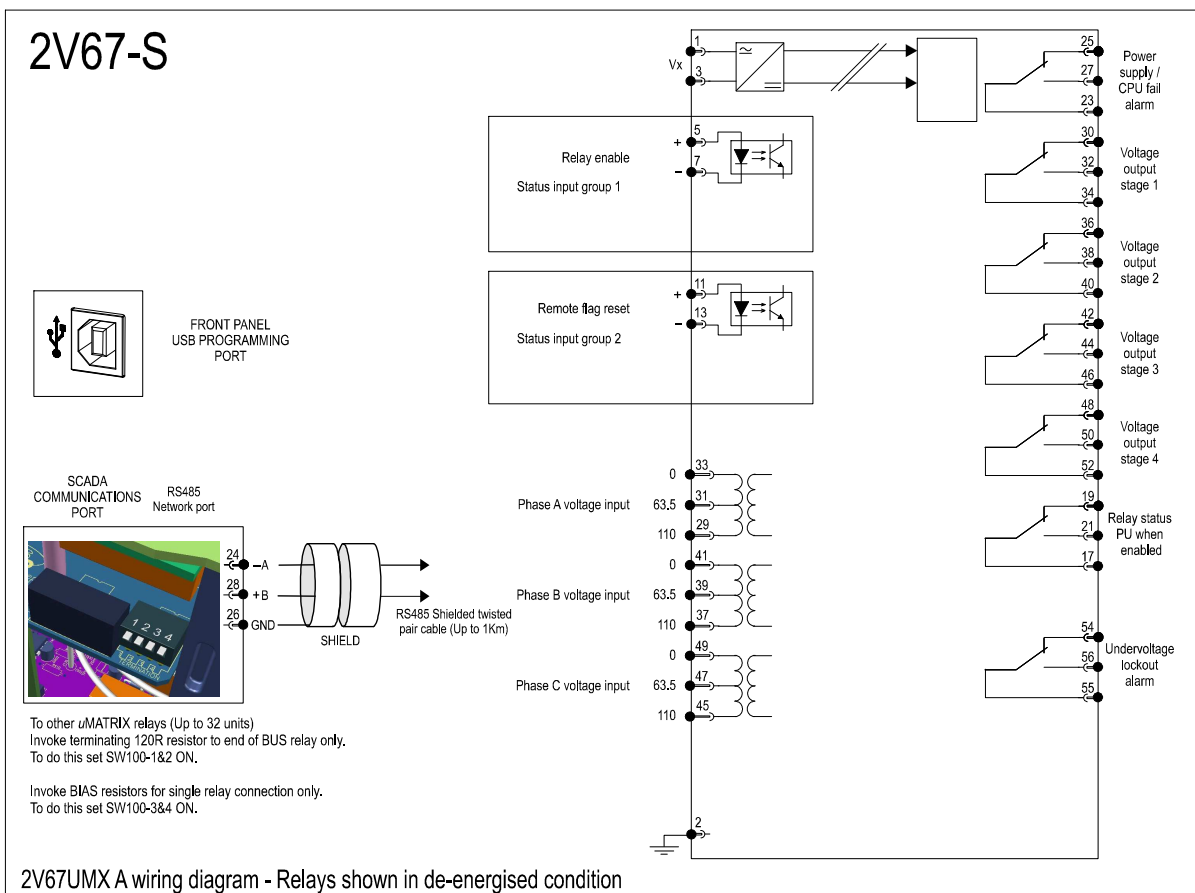 2V67-S
Vx
1
3
25
27
23
Power
supply /
CPU fail
alarm
Relay enable
Status input group 1
+
5
7
–
30
32
34
Voltage
output
stage 1
Remote flag reset
Status input group 2
+
11
13
–
36
38
40
Voltage
output
stage 2
FRONT PANEL
USB PROGRAMMING
PORT
42
44
46
Voltage
output
stage 3
48
50
52
Voltage
output
stage 4
SCADA
COMMUNICATIONS
PORT
RS485
Network port
24
–A
28
+B
26
GND
1 2 3 4
TERMINATION
SHIELD
RS485 Shielded twisted
pair cable (Up to 1Km)
Phase A voltage input
0
33
63.5
31
110
29
Phase B voltage input
0
41
63.5
39
110
37
Phase C voltage input
0
49
63.5
47
110
45
19
21
17
Relay status
PU when
enabled
54
56
55
Undervoltage
lockout
alarm
To other uMATRIX relays (Up to 32 units)
Invoke terminating 120R resistor to end of BUS relay only.
To do this set SW100-1&2 ON.
Invoke BIAS resistors for single relay connection only.
To do this set SW100-3&4 ON.
2
2V67UMX A wiring diagram - Relays shown in de-energised condition